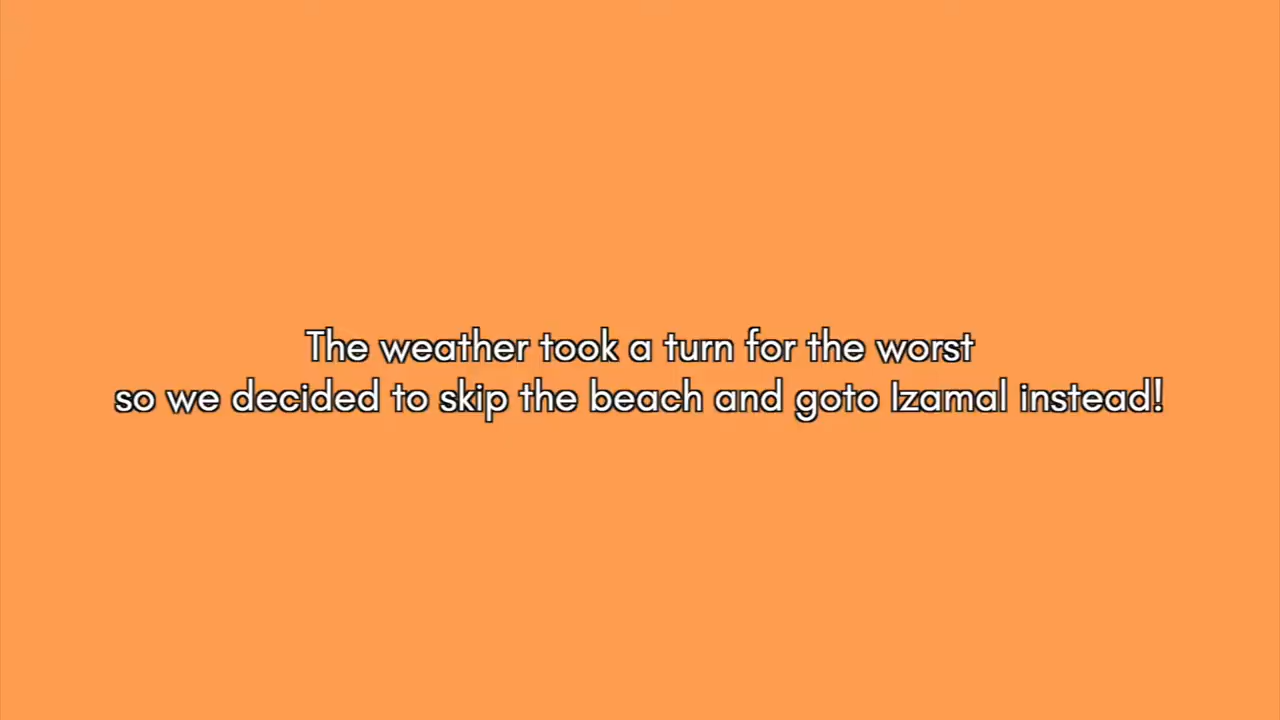 The weather took a turn for the worst
so we decided to skip the beach and goto Izamal instead!